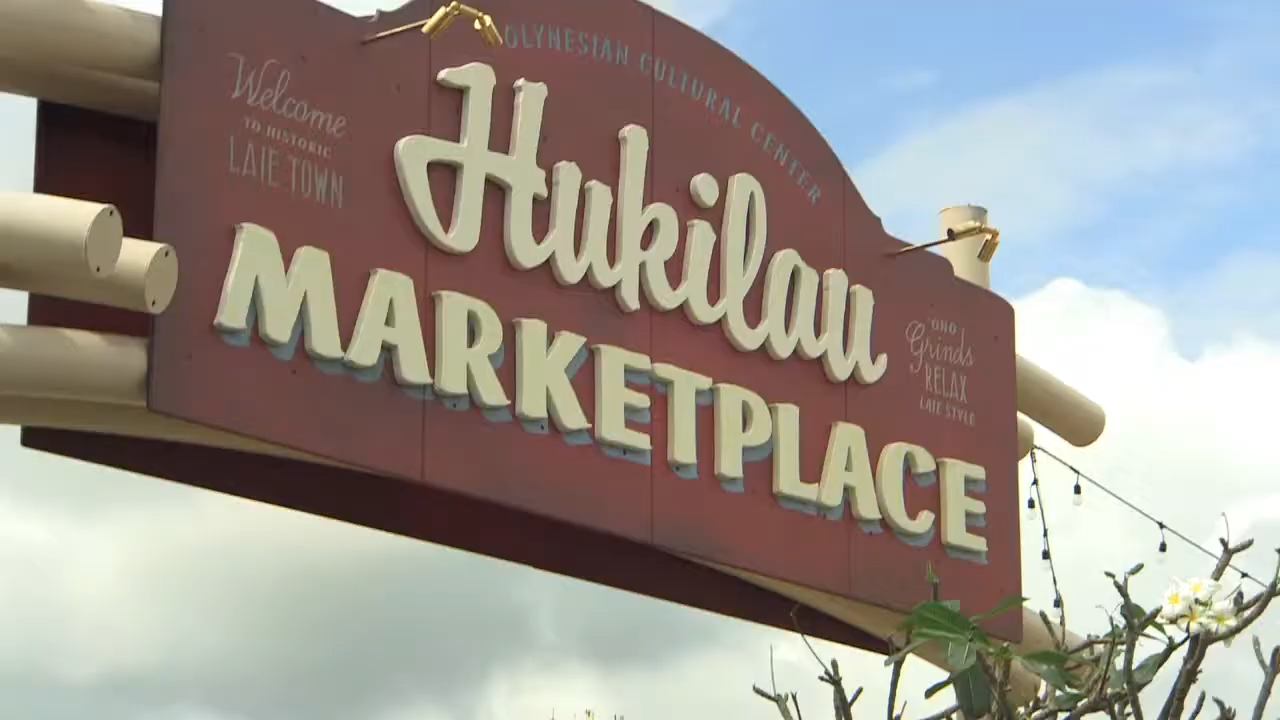 POLYNESIAN CULTURAL CENTER
Welcome
TO HISTORIC
LAIE TOWN
Hukilau
MARKETPLACE
'ONO
Grinds
RELAX
LAIE STYLE